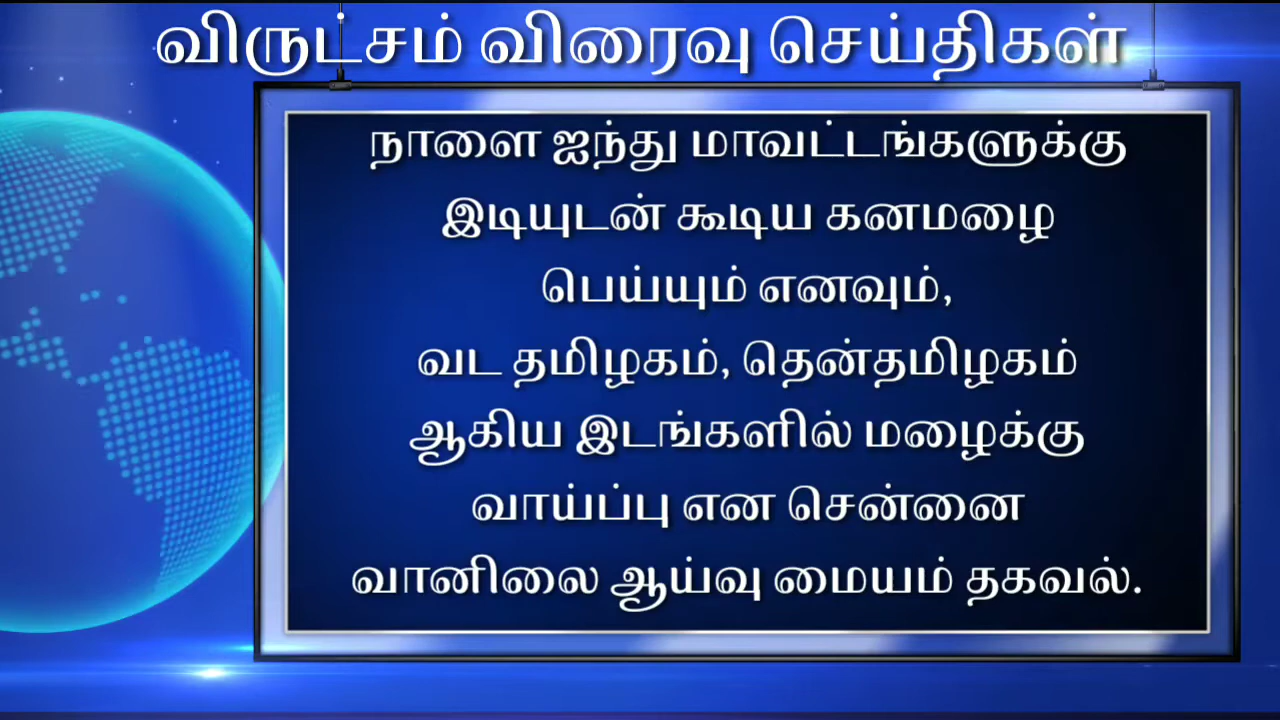 விருட்சம் விரைவு செய்திகள்
நாளை ஐந்து மாவட்டங்களுக்கு
இடியுடன் கூடிய கனமழை
பெய்யும் எனவும்,
வட தமிழகம், தென்தமிழகம்
ஆகிய இடங்களில் மழைக்கு
வாய்ப்பு என சென்னை
வானிலை ஆய்வு மையம் தகவல்.